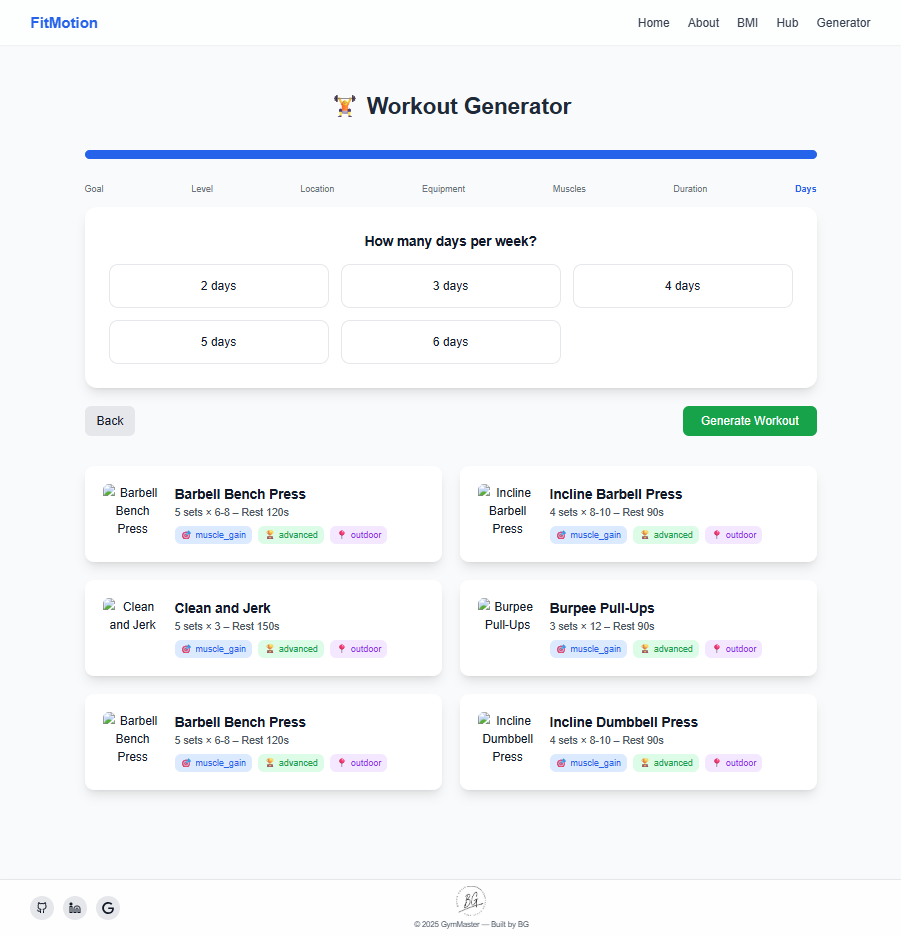 FitMotion
Home About BMI Hub Generator
Workout Generator
Goal Level Location Equipment Muscles Duration Days
How many days per week?
2 days 3 days 4 days
5 days 6 days
Back Generate Workout
Barbell
Bench
Press
Barbell Bench Press
5 sets × 6-8 – Rest 120s
muscle_gain advanced outdoor
Incline
Barbell
Press
Incline Barbell Press
4 sets × 8-10 – Rest 90s
muscle_gain advanced outdoor
Clean
and Jerk
Clean and Jerk
5 sets × 3 – Rest 150s
muscle_gain advanced outdoor
Burpee
Pull-Ups
Burpee Pull-Ups
3 sets × 12 – Rest 90s
muscle_gain advanced outdoor
Barbell
Bench
Press
Barbell Bench Press
5 sets × 6-8 – Rest 120s
muscle_gain advanced outdoor
Incline
Dumbbell
Press
Incline Dumbbell Press
4 sets × 8-10 – Rest 90s
muscle_gain advanced outdoor
BG
© 2025 GymMaster — Built by BG